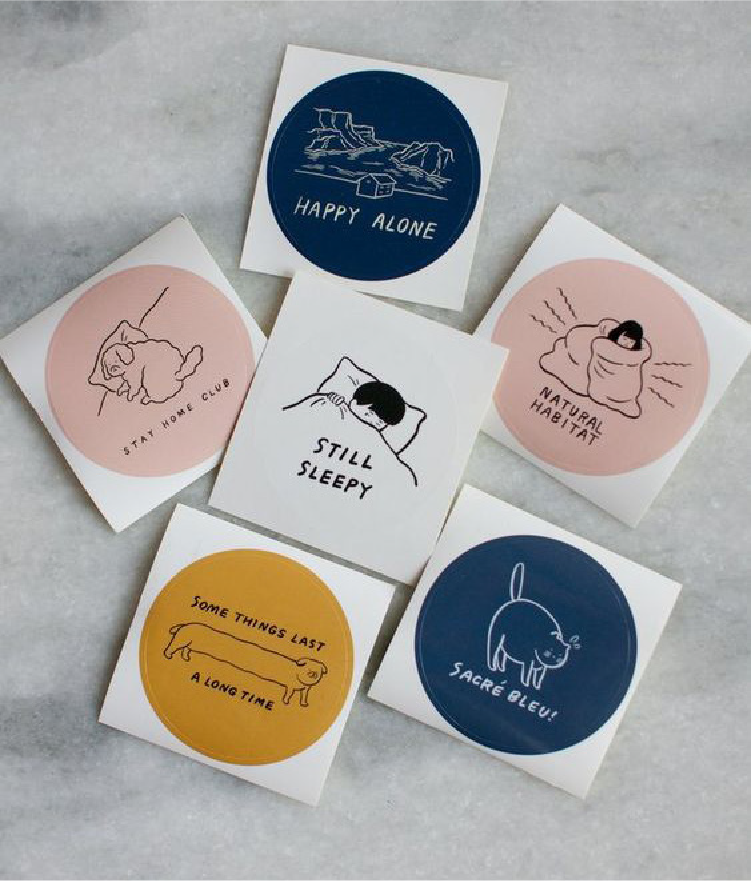 HAPPY ALONE
STAY HOME CLUB
NATURAL
HABITAT
STILL
SLEEPY
SOME THINGS LAST
A LONG TIME
SACRÉ BLEU!